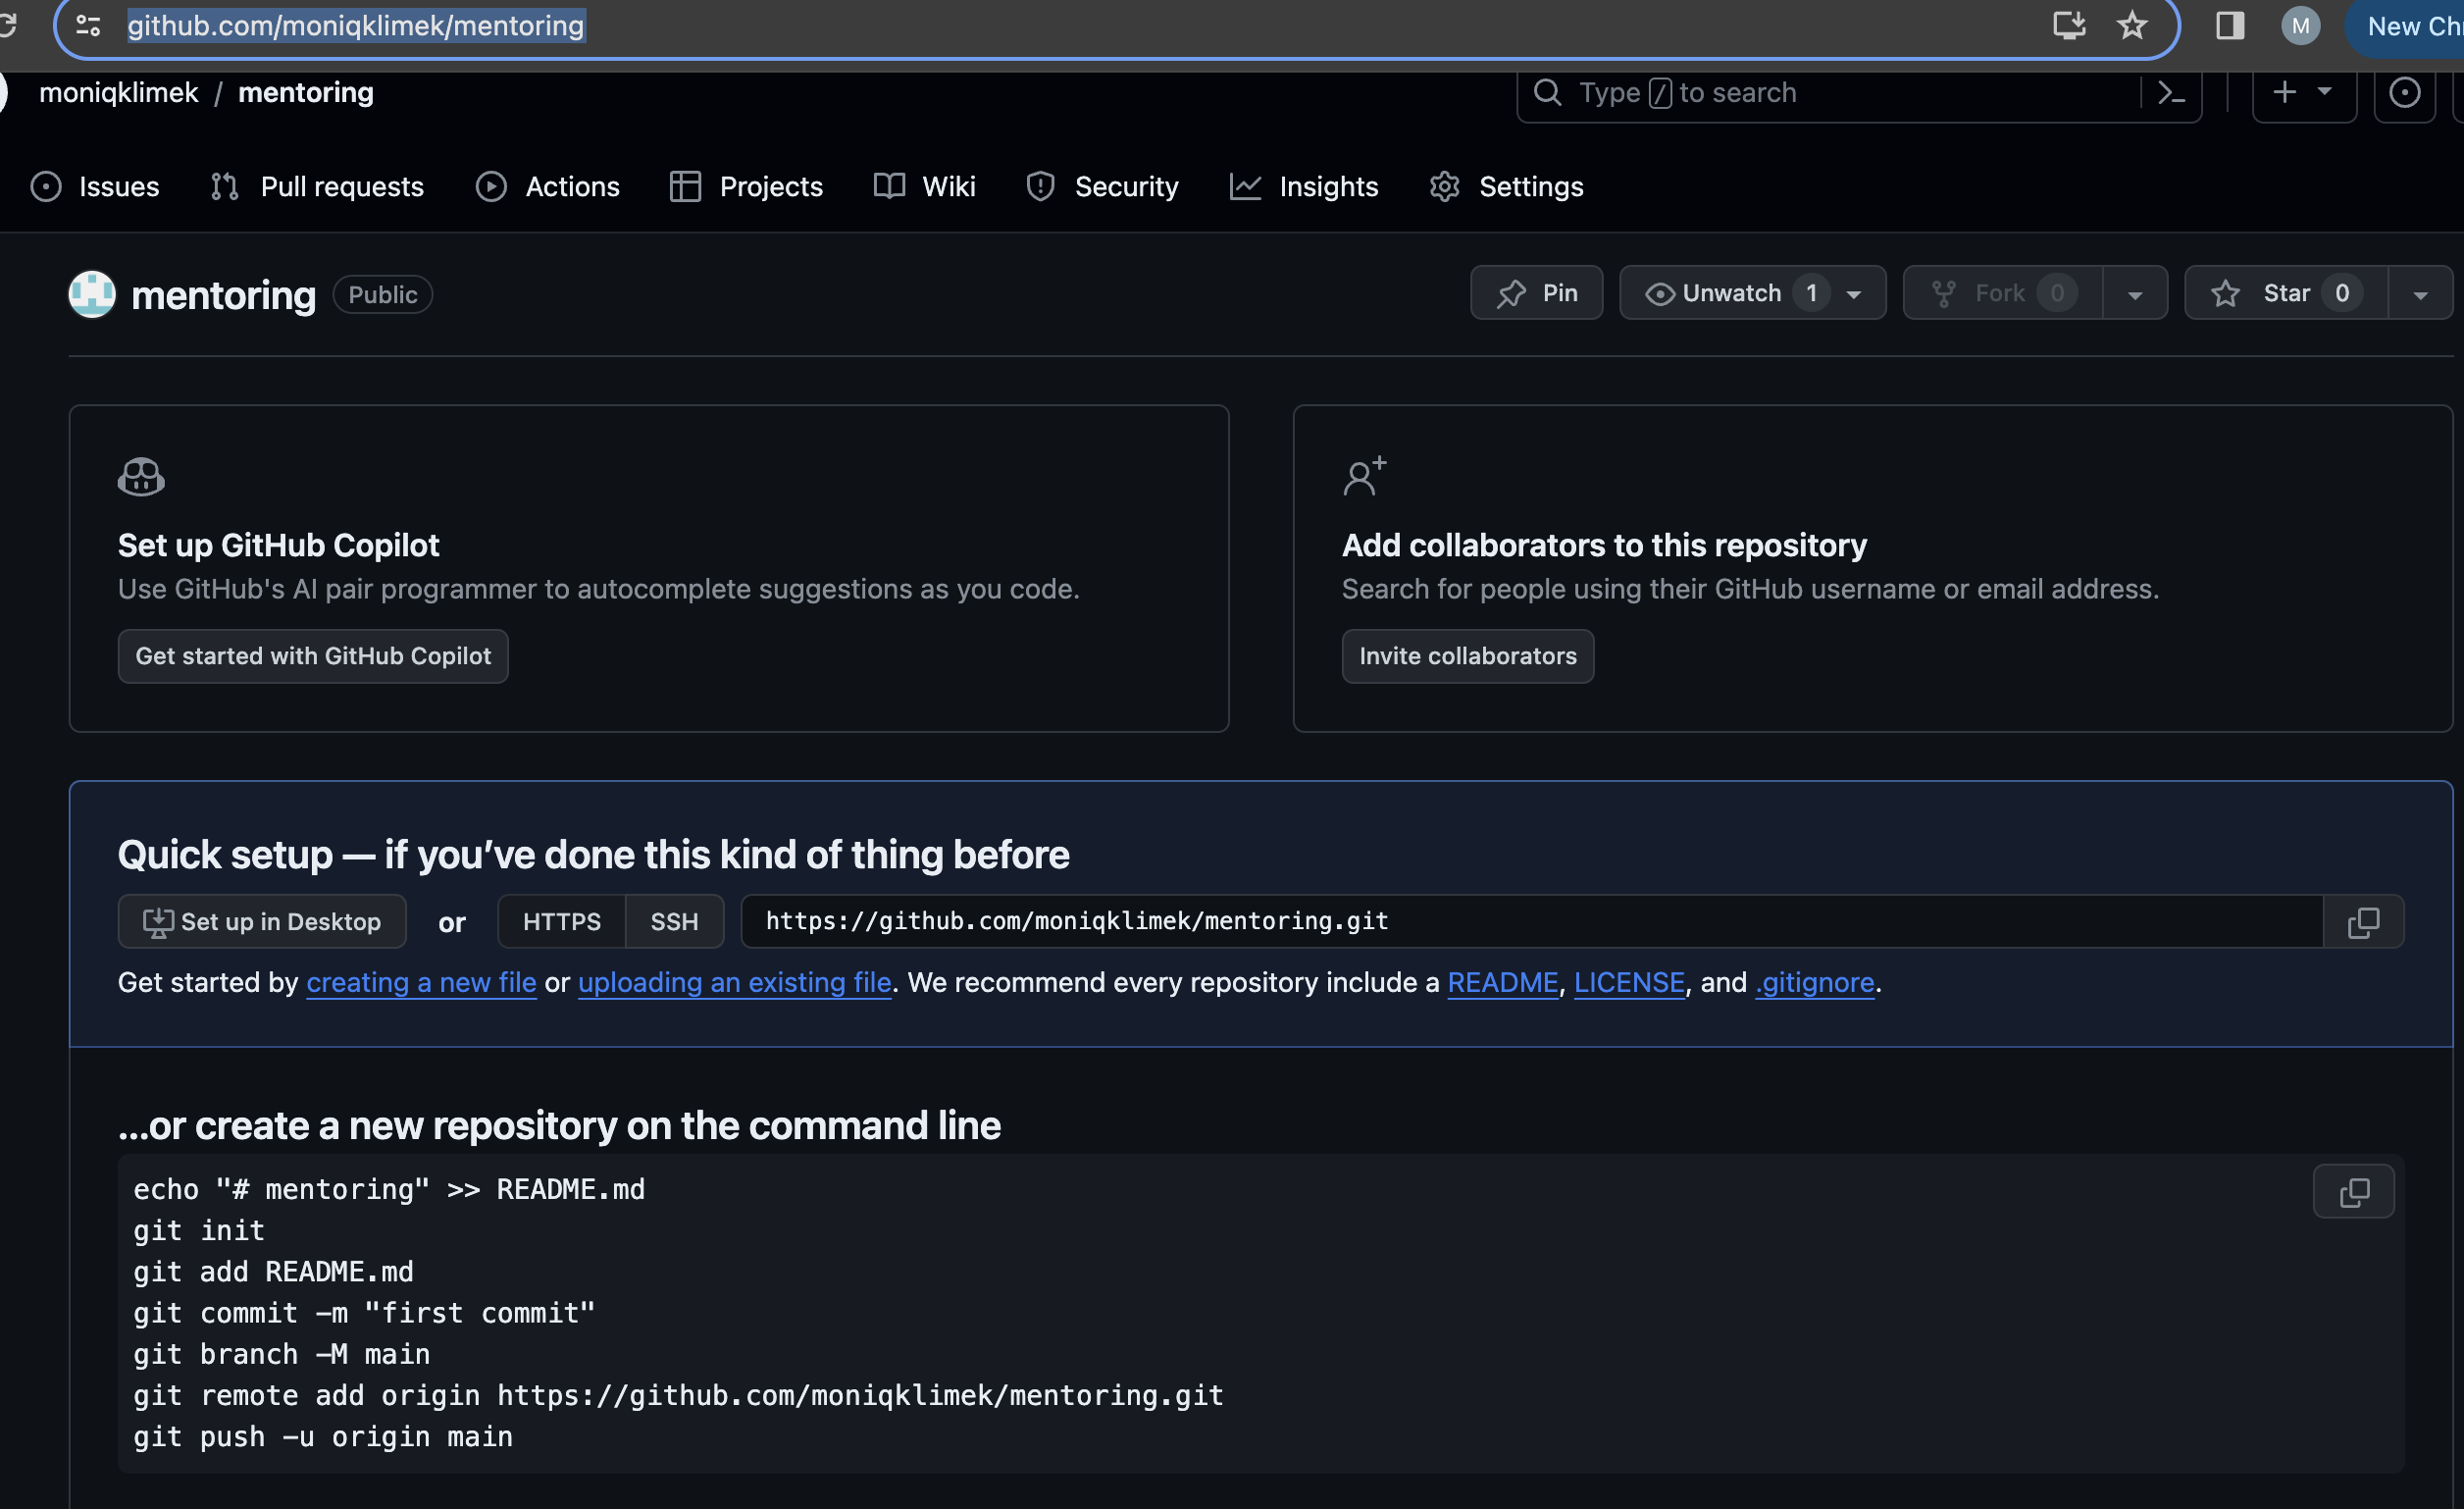 github.com/moniqklimek/mentoring
M
New Ch
moniqklimek / mentoring
Type / to search
Issues
Pull requests
Actions
Projects
Wiki
Security
Insights
Settings
mentoring Public
Pin
Unwatch 1
Fork 0
Star 0
Set up GitHub Copilot
Use GitHub's AI pair programmer to autocomplete suggestions as you code.
Get started with GitHub Copilot
Add collaborators to this repository
Search for people using their GitHub username or email address.
Invite collaborators
Quick setup — if you’ve done this kind of thing before
Set up in Desktop or HTTPS SSH https://github.com/moniqklimek/mentoring.git
Get started by creating a new file or uploading an existing file. We recommend every repository include a README, LICENSE, and .gitignore.
…or create a new repository on the command line
echo "# mentoring" >> README.md
git init
git add README.md
git commit -m "first commit"
git branch -M main
git remote add origin https://github.com/moniqklimek/mentoring.git
git push -u origin main